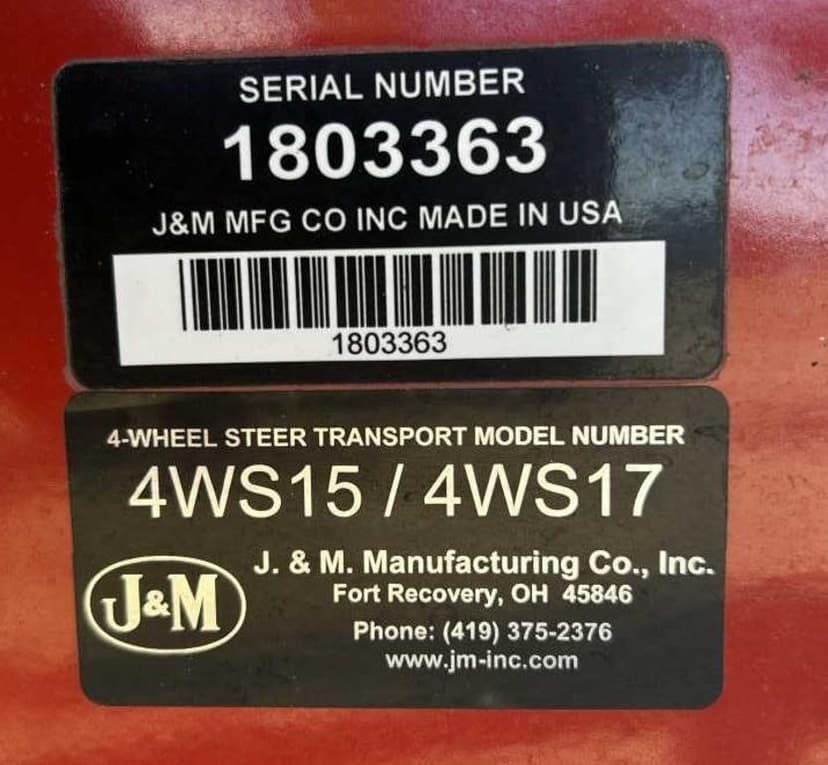 SERIAL NUMBER
1803363
J&M MFG CO INC MADE IN USA
1803363
4-WHEEL STEER TRANSPORT MODEL NUMBER
4WS15 / 4WS17
J&M
J. & M. Manufacturing Co., Inc.
Fort Recovery, OH 45846
Phone: (419) 375-2376
www.jm-inc.com